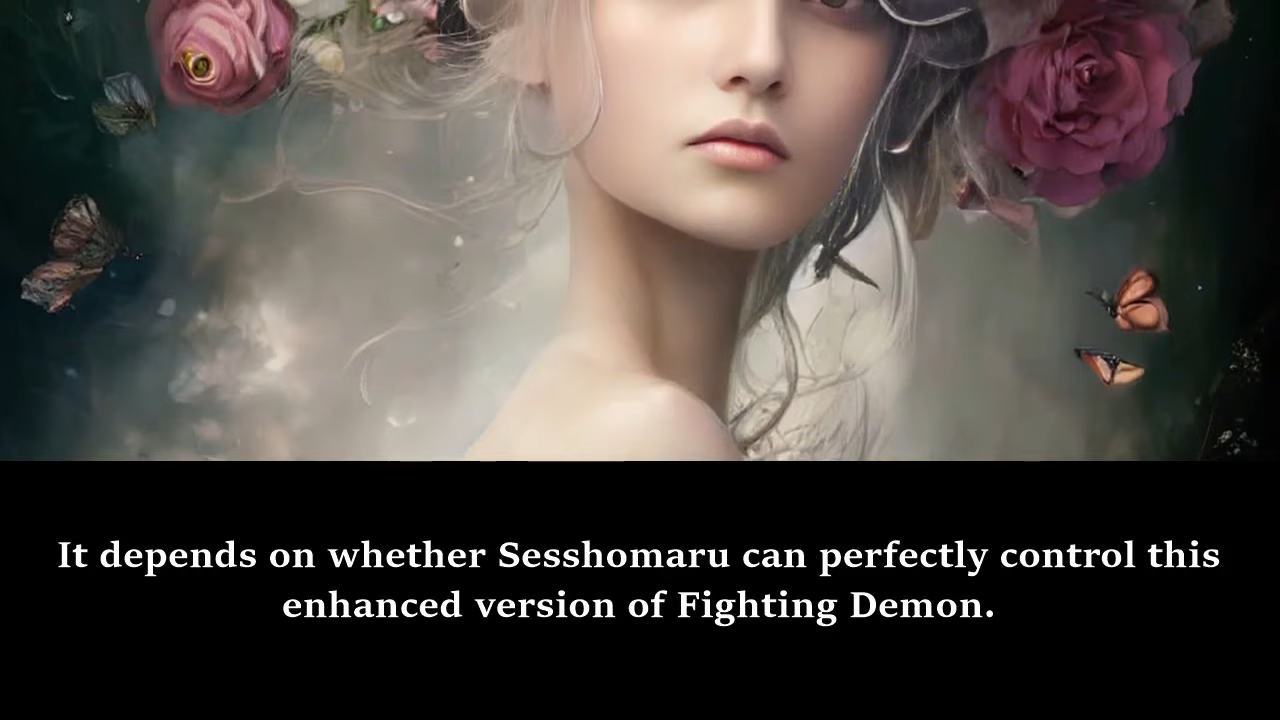 It depends on whether Sesshomaru can perfectly control this
enhanced version of Fighting Demon.